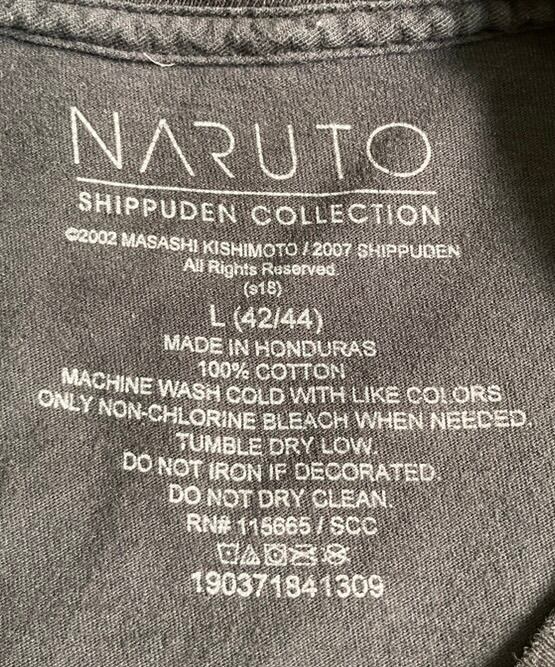 NARUTO
SHIPPUDEN COLLECTION
©2002 MASASHI KISHIMOTO / 2007 SHIPPUDEN
All Rights Reserved
(s18)
L (42/44)
MADE IN HONDURAS
100% COTTON
MACHINE WASH COLD WITH LIKE COLORS
ONLY NON-CHLORINE BLEACH WHEN NEEDED.
TUMBLE DRY LOW.
DO NOT IRON IF DECORATED.
DO NOT DRY CLEAN.
RN# 115665 / SCC
190371841309